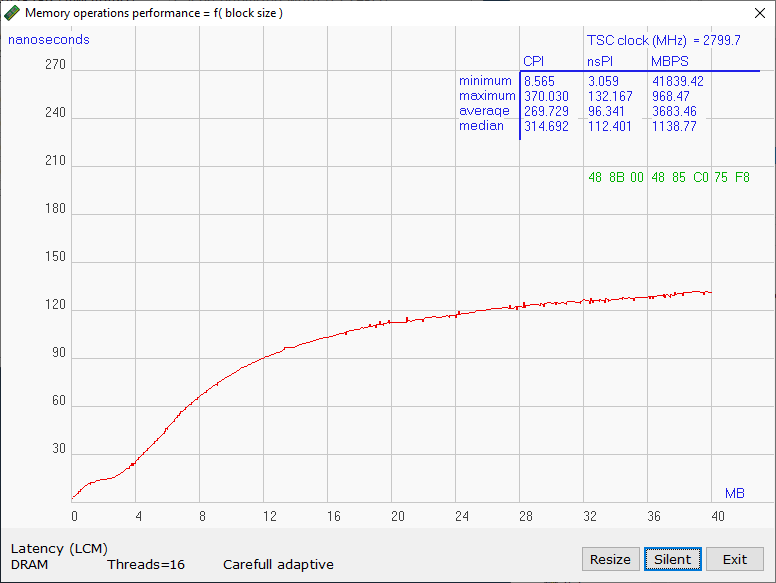 Memory operations performance = f( block size )
nanoseconds
TSC clock (MHz) = 2799.7
CPI nsPI MBPS
minimum 8.565 3.059 41839.42
maximum 370.030 132.167 968.47
average 269.729 96.341 3683.46
median 314.692 112.401 1138.77
48 8B 00 48 85 C0 75 F8
270
240
210
180
150
120
90
60
30
MB
0 4 8 12 16 20 24 28 32 36 40
Latency (LCM)
DRAM Threads=16 Carefull adaptive
Resize Silent Exit